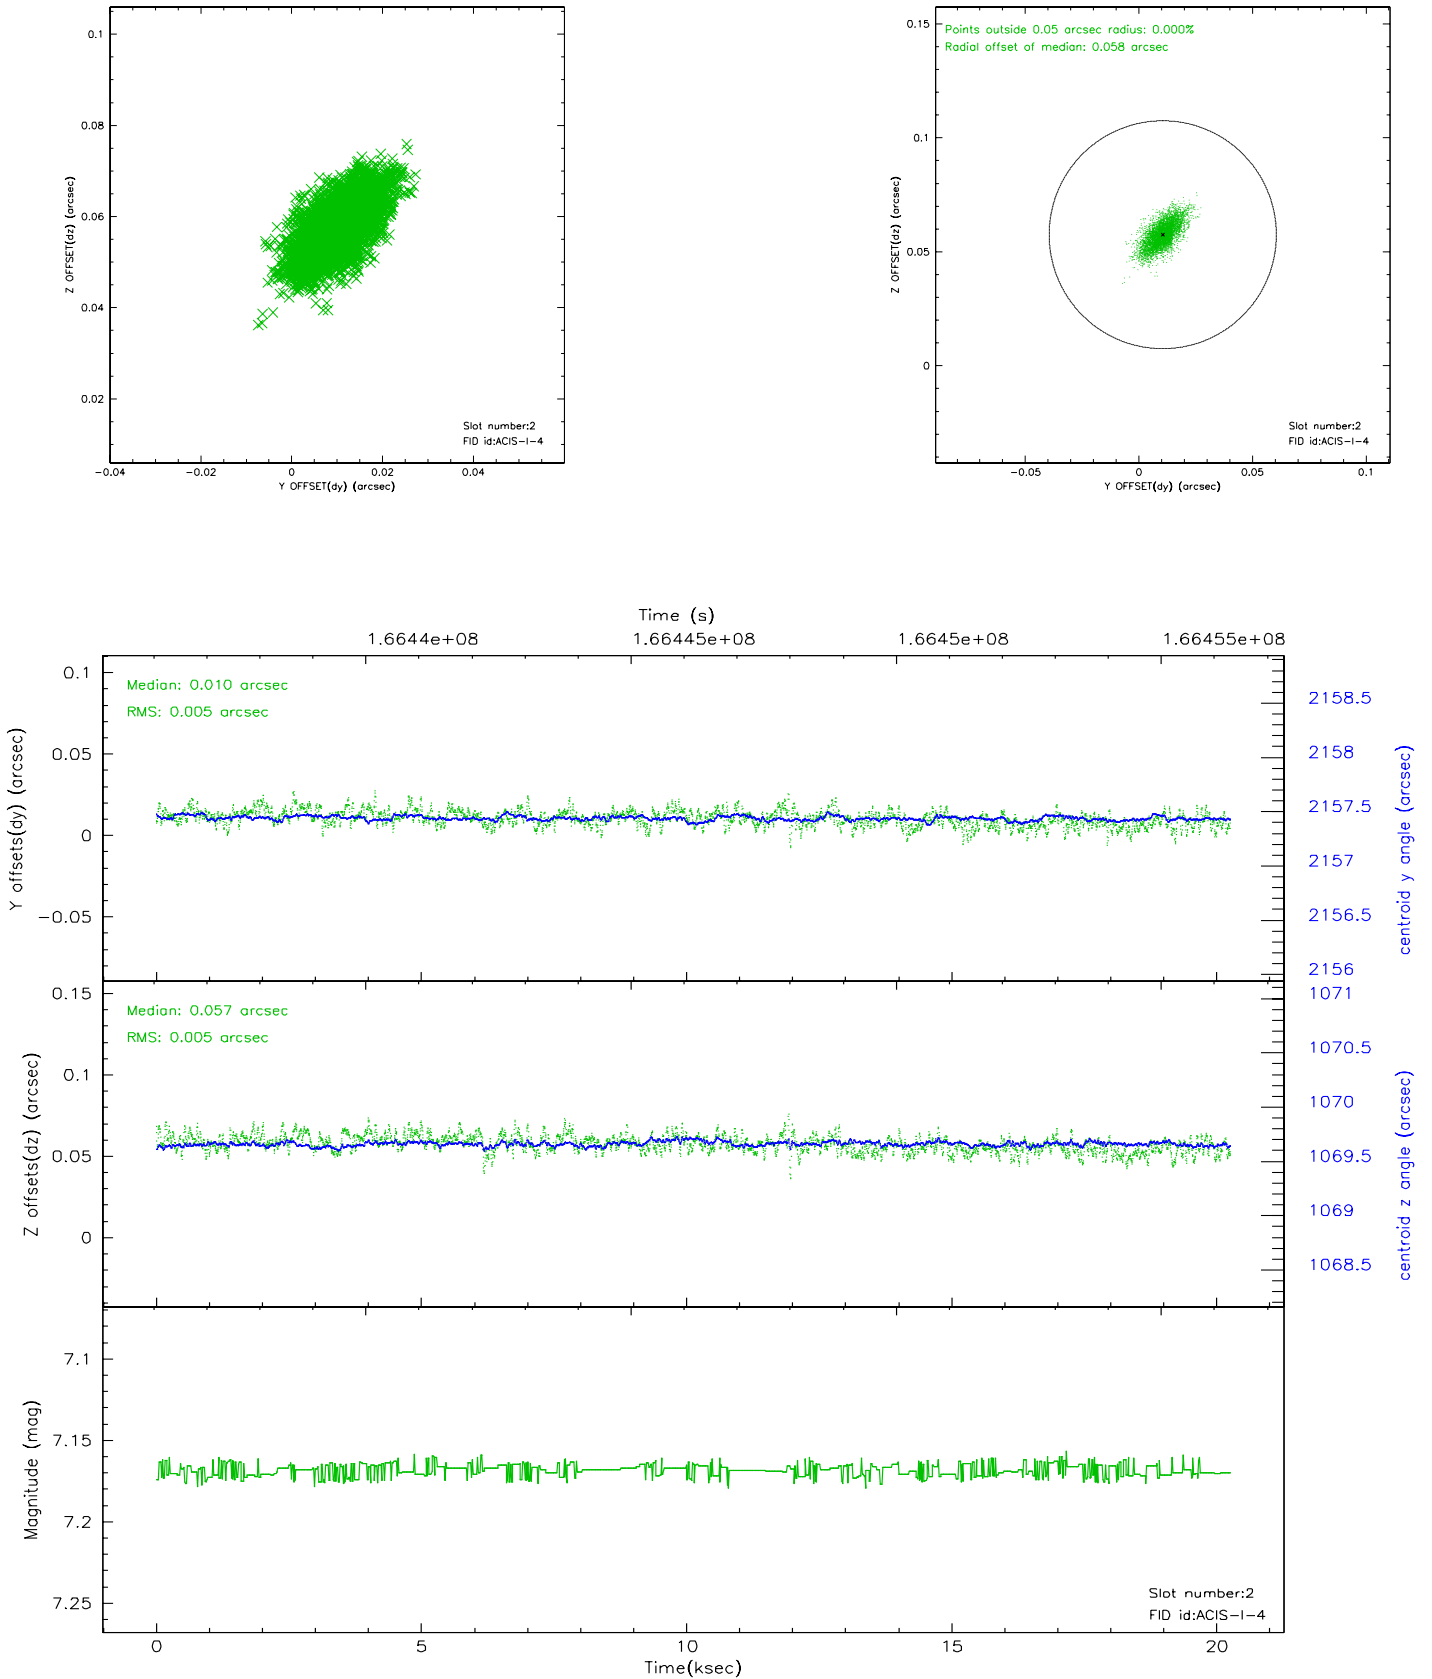 0.1
0.08
0.06
0.04
0.02
-0.04
-0.02
0
0.02
0.04
Z OFFSET(dz) (arcsec)
Y OFFSET(dy) (arcsec)
Slot number:2
FID id:ACIS-I-4
Points outside 0.05 arcsec radius: 0.000%
Radial offset of median: 0.058 arcsec
0.15
0.1
0.05
0
-0.05
0
0.05
0.1
Z OFFSET(dz) (arcsec)
Y OFFSET(dy) (arcsec)
Slot number:2
FID id:ACIS-I-4
Time (s)
1.6644e+08
1.66445e+08
1.6645e+08
1.66455e+08
Median: 0.010 arcsec
RMS: 0.005 arcsec
0.1
0.05
0
-0.05
Y offsets(dy) (arcsec)
2158.5
2158
2157.5
2157
2156.5
2156
centroid y angle (arcsec)
Median: 0.057 arcsec
RMS: 0.005 arcsec
0.15
0.1
0.05
0
Z offsets(dz) (arcsec)
1071
1070.5
1070
1069.5
1069
1068.5
centroid z angle (arcsec)
7.1
7.15
7.2
7.25
Magnitude (mag)
Slot number:2
FID id:ACIS-I-4
0
5
10
15
20
Time(ksec)